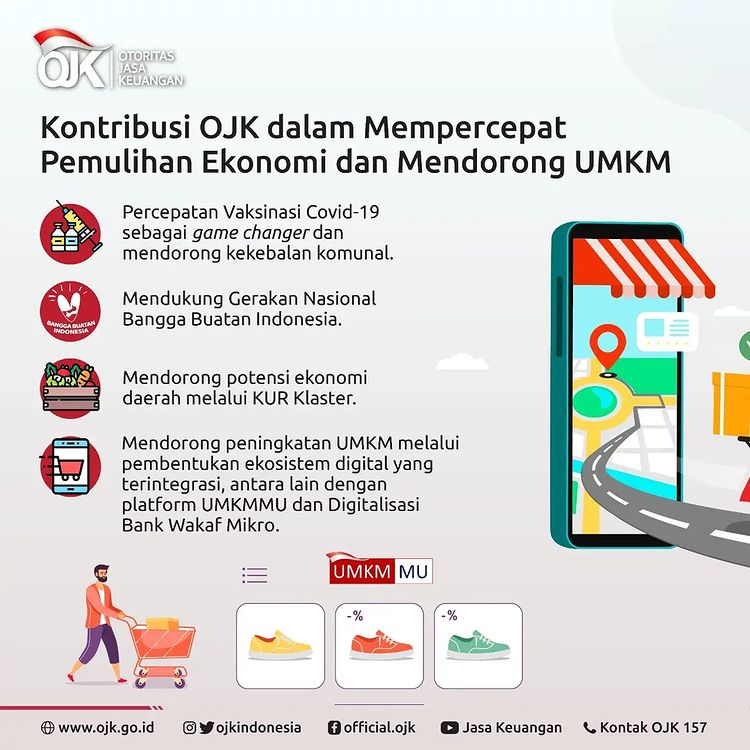 OJK
OTORITAS
JASA
KEUANGAN
Kontribusi OJK dalam Mempercepat
Pemulihan Ekonomi dan Mendorong UMKM
Percepatan Vaksinasi Covid-19
sebagai game changer dan
mendorong kekebalan komunal.
BANGGA BUATAN
INDONESIA
Mendukung Gerakan Nasional
Bangga Buatan Indonesia.
Mendorong potensi ekonomi
daerah melalui KUR Klaster.
Mendorong peningkatan UMKM melalui
pembentukan ekosistem digital yang
terintegrasi, antara lain dengan
platform UMKMMU dan Digitalisasi
Bank Wakaf Mikro.
UMKM MU
-%
-%
www.ojk.go.id
ojkindonesia
official.ojk
Jasa Keuangan
Kontak OJK 157